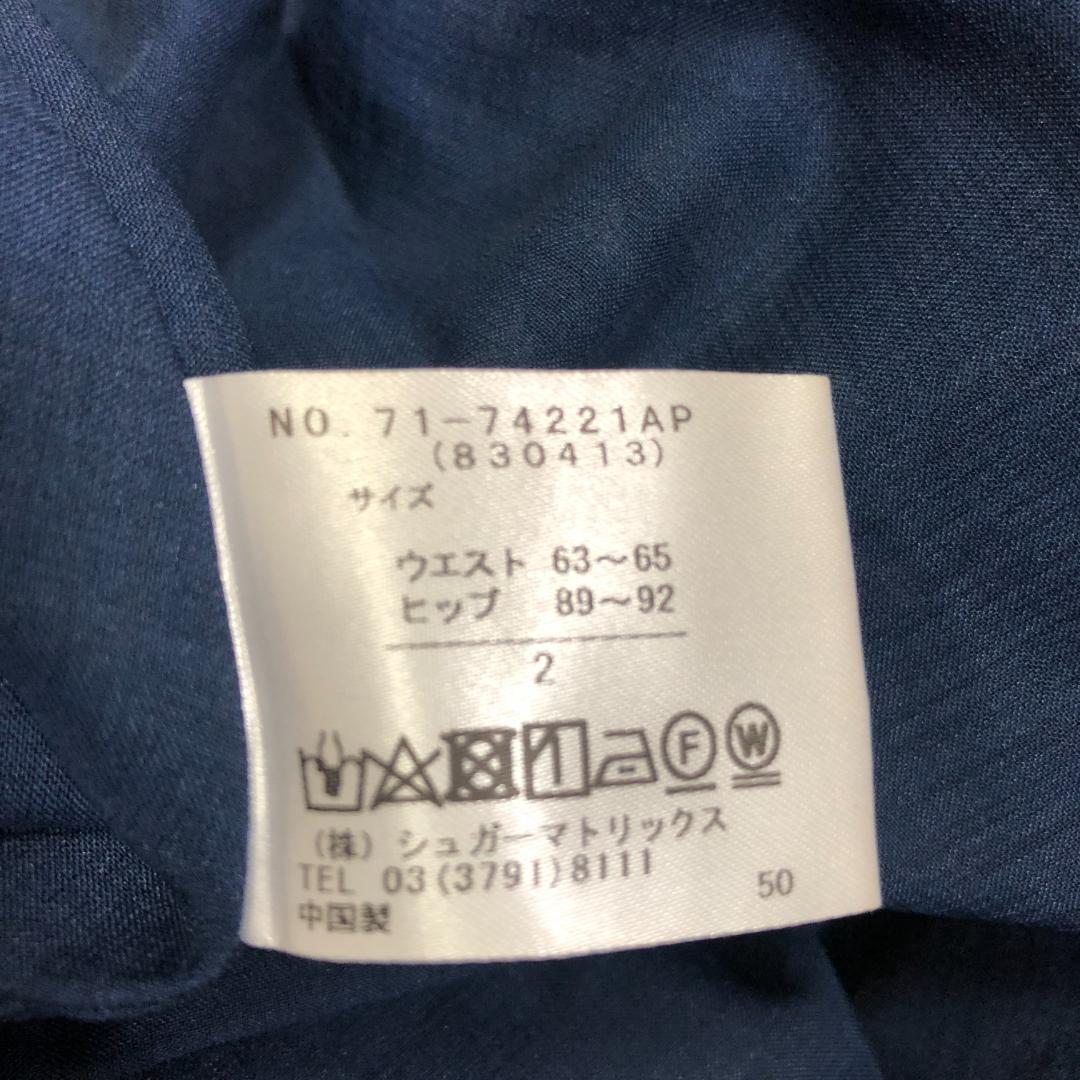 NO. 71-74221AP
(830413)
サイズ
ウエスト 63〜65
ヒップ 89〜92
2
F W
(株) シュガーマトリックス
TEL 03(3791)8111
50
中国製